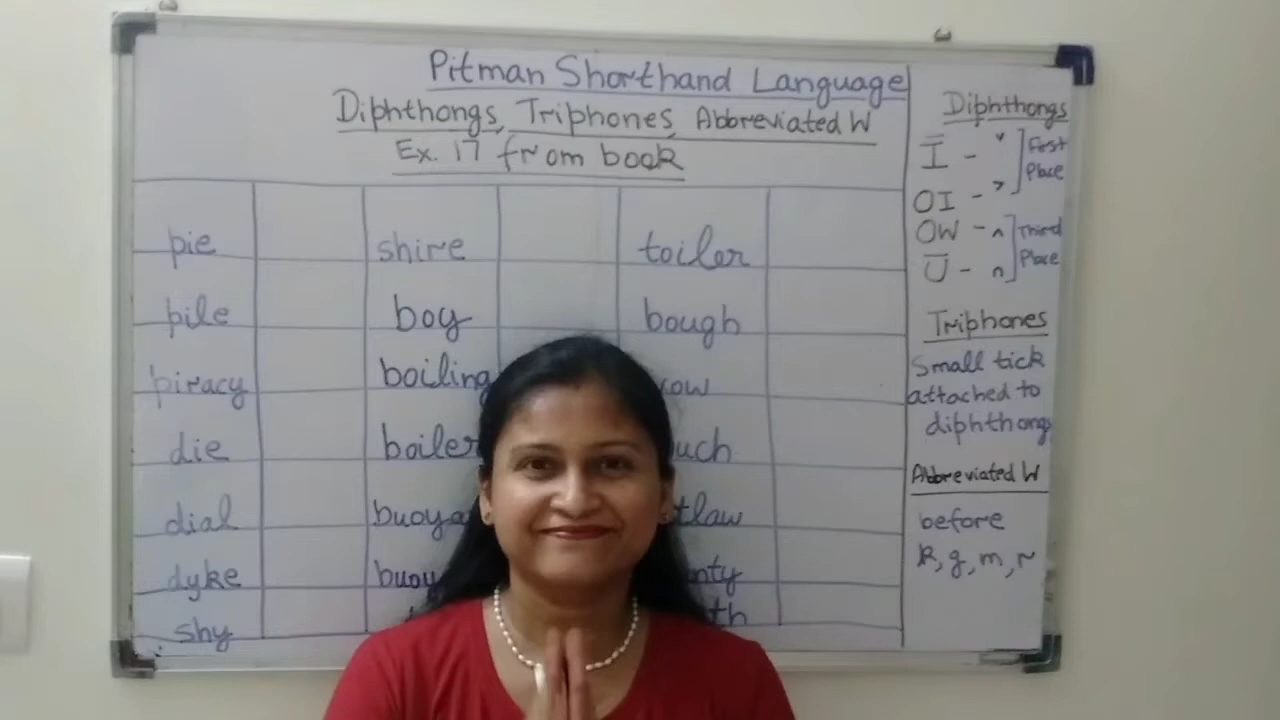 Pitman Shorthand Language
Diphthongs, Triphones, Abbreviated W
Ex. 17 from book
pie shire toiler
pile boy bough
piracy boiling
die boiler
dial
dyke
shy
Diphthongs
Ī - ˅ ] First
OI - > Place
OW - ^ ] Third
Ū - ∩ Place
Triphones
Small tick
attached to
diphthong
Abbreviated W
before
k, g, m, r